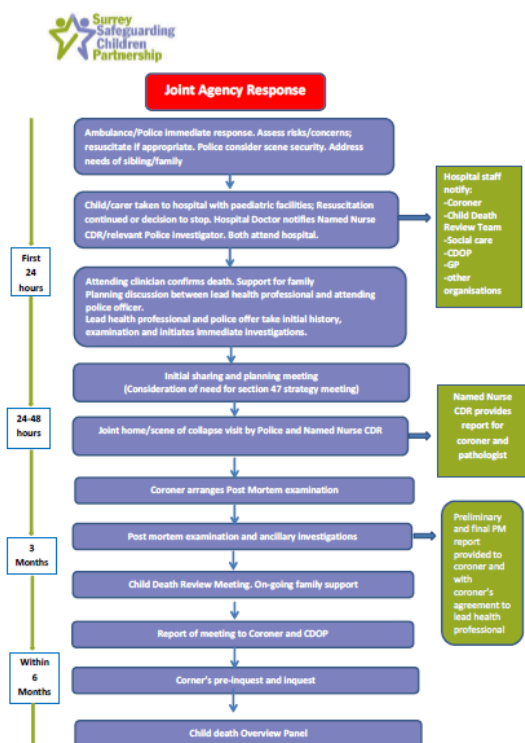 Surrey
Safeguarding
Children
Partnership
Joint Agency Response
Ambulance/Police immediate response. Assess risks/concerns;
resuscitate if appropriate. Police consider scene security. Address
needs of sibling/family
Child/carer taken to hospital with paediatric facilities; Resuscitation
continued or decision to stop. Hospital Doctor notifies Named Nurse
CDR/relevant Police investigator. Both attend hospital.
Hospital staff
notify:
-Coroner
-Child Death
Review Team
-Social care
-CDOP
-GP
-other
organisations
First
24
hours
Attending clinician confirms death. Support for family
Planning discussion between lead health professional and attending
police officer.
Lead health professional and police offer take initial history,
examination and initiates immediate investigations.
Initial sharing and planning meeting
(Consideration of need for section 47 strategy meeting)
24-48
hours
Joint home/scene of collapse visit by Police and Named Nurse CDR
Named Nurse
CDR provides
report for
coroner and
pathologist
Coroner arranges Post Mortem examination
3
Months
Post mortem examination and ancillary investigations
Preliminary
and final PM
report
provided to
coroner and
with
coroner's
agreement to
lead health
professional
Child Death Review Meeting. On-going family support
Report of meeting to Coroner and CDOP
Within
6
Months
Corner's pre-inquest and inquest
Child death Overview Panel